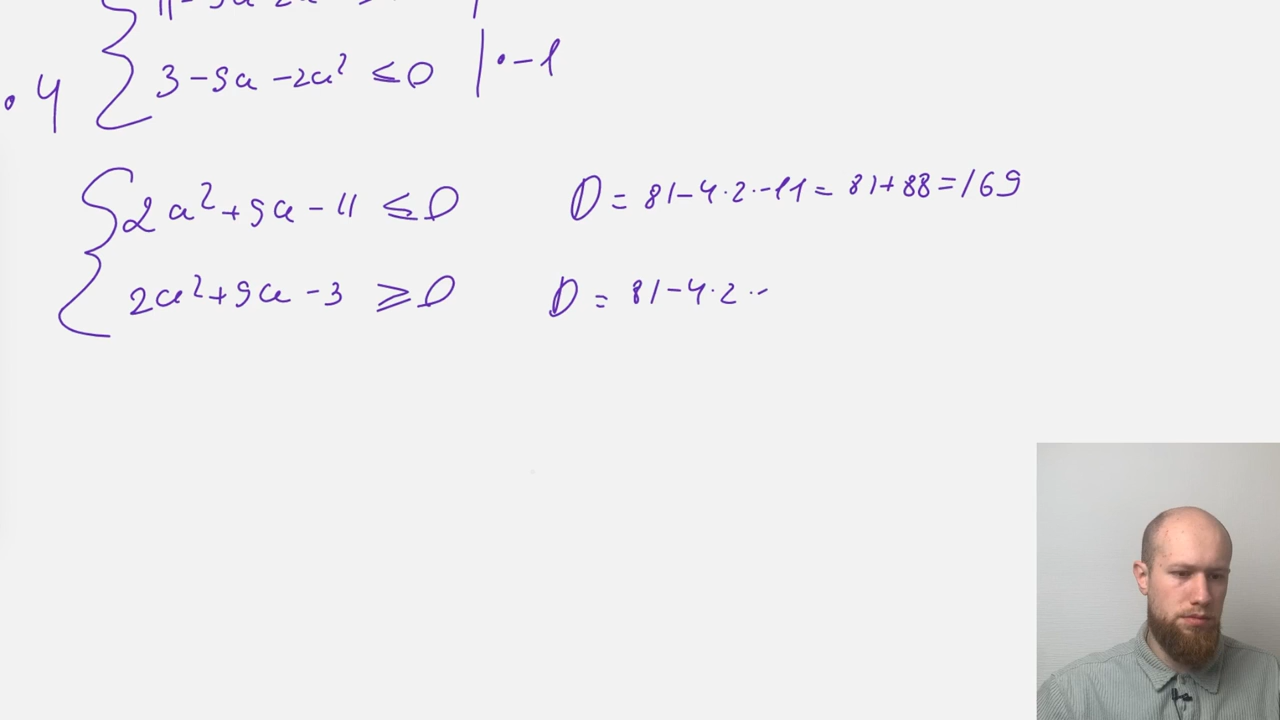 3 - 9a - 2a² ≤ 0 | · -1
· 4
2a² + 9a - 11 ≤ 0 D = 81 - 4 · 2 · -11 = 81 + 88 = 169
2a² + 9a - 3 ≥ 0 D = 81 - 4 · 2 · -